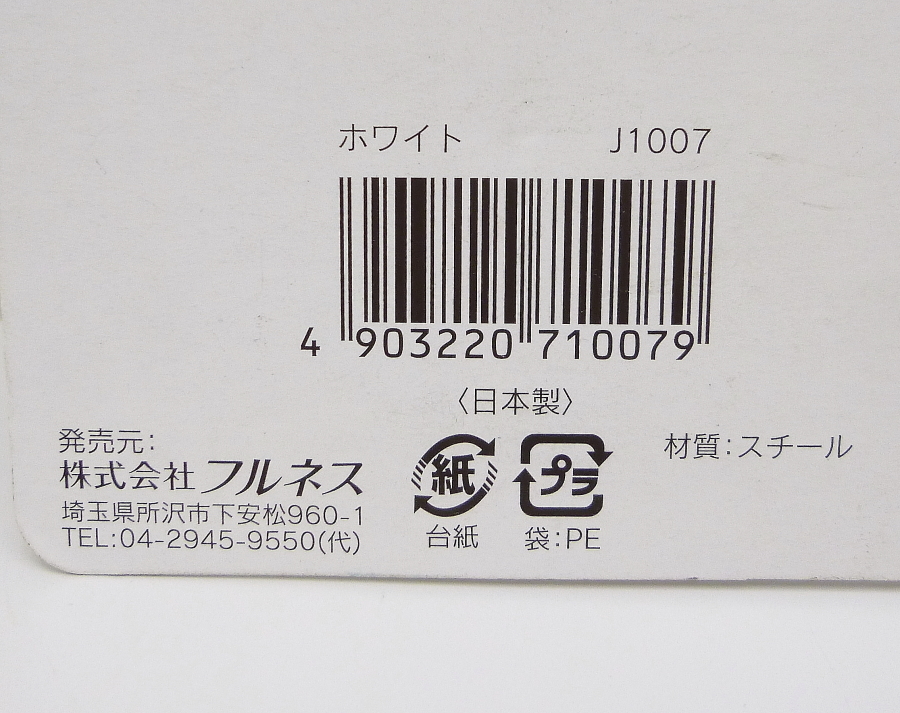 ホワイト J1007
4 903220 710079
〈日本製〉
発売元:
株式会社 フルネス
埼玉県所沢市下安松960-1
TEL:04-2945-9550(代)
紙
台紙
プラ
袋:PE
材質:スチール